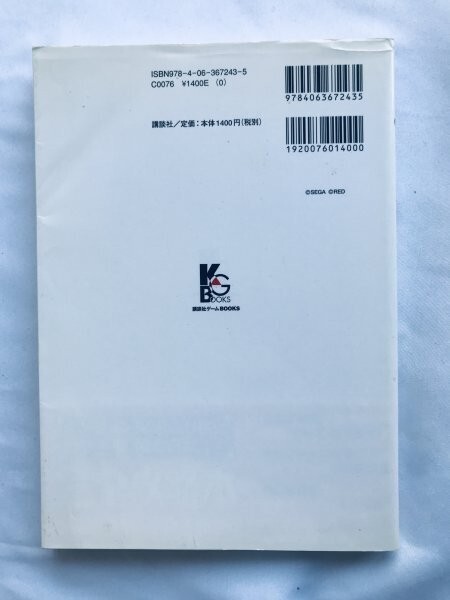 ISBN978-4-06-367243-5
C0076 ¥1400E (0)
講談社／定価：本体1400円（税別）
9784063672435
1920076014000
©SEGA ©RED
KG
BOOKS
講談社ゲームBOOKS